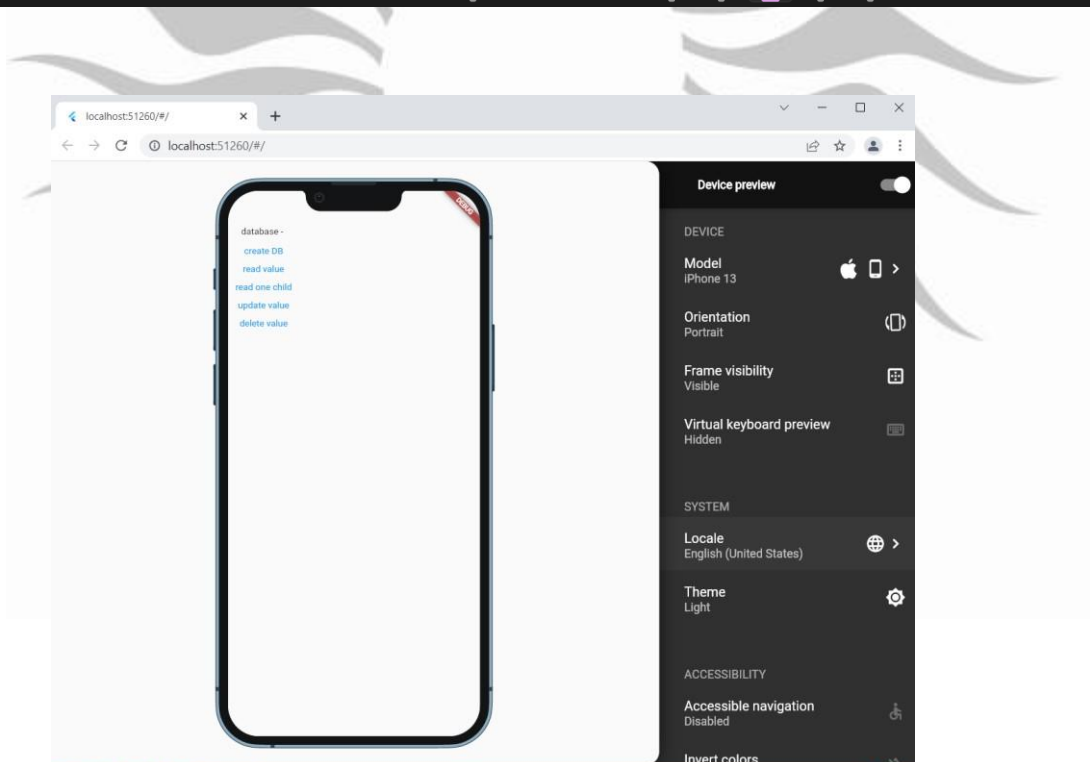 localhost:51260/#/
localhost:51260/#/
DEBUG
database -
create DB
read value
read one child
update value
delete value
Device preview
DEVICE
Model
iPhone 13
Orientation
Portrait
Frame visibility
Visible
Virtual keyboard preview
Hidden
SYSTEM
Locale
English (United States)
Theme
Light
ACCESSIBILITY
Accessible navigation
Disabled
Invert colors